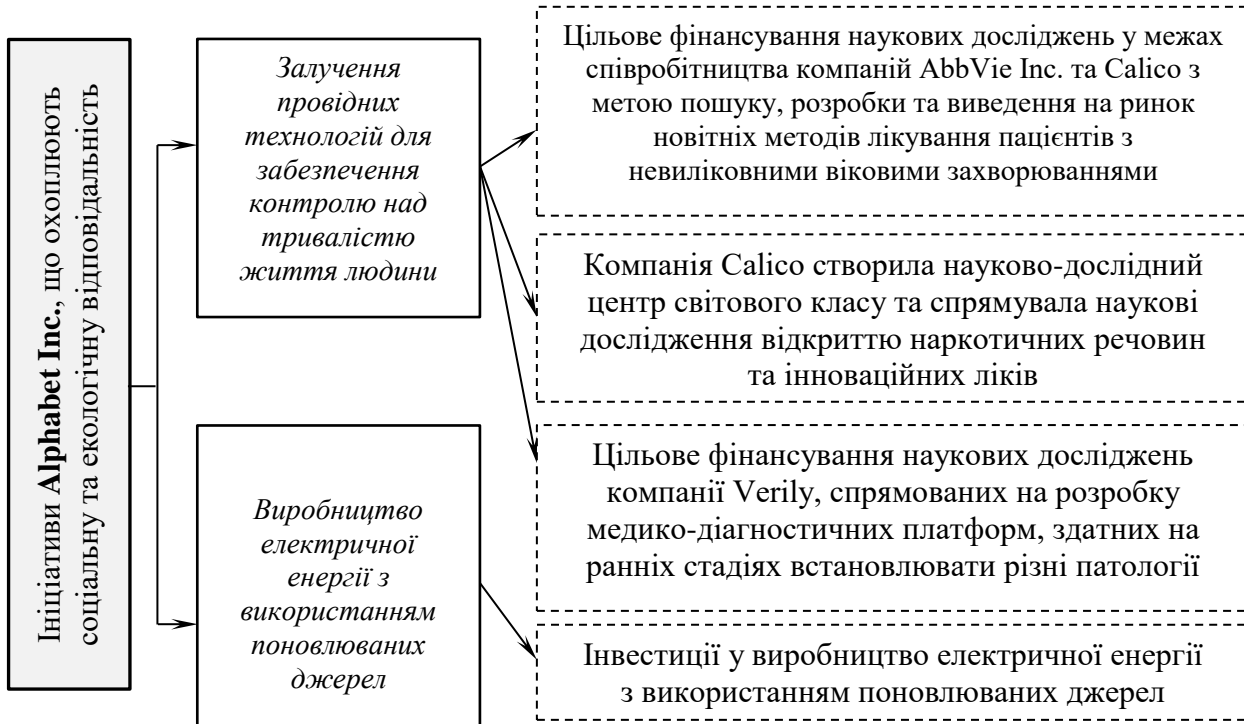 Ініціативи Alphabet Inc., що охоплюють
соціальну та екологічну відповідальність
Залучення
провідних
технологій для
забезпечення
контролю над
тривалістю
життя людини
Виробництво
електричної
енергії з
використанням
поновлюваних
джерел
Цільове фінансування наукових досліджень у межах
співробітництва компаній AbbVie Inc. та Calico з
метою пошуку, розробки та виведення на ринок
новітніх методів лікування пацієнтів з
невиліковними віковими захворюваннями
Компанія Calico створила науково-дослідний
центр світового класу та спрямувала наукові
дослідження відкриттю наркотичних речовин
та інноваційних ліків
Цільове фінансування наукових досліджень
компанії Verily, спрямованих на розробку
медико-діагностичних платформ, здатних на
ранніх стадіях встановлювати різні патології
Інвестиції у виробництво електричної енергії
з використанням поновлюваних джерел